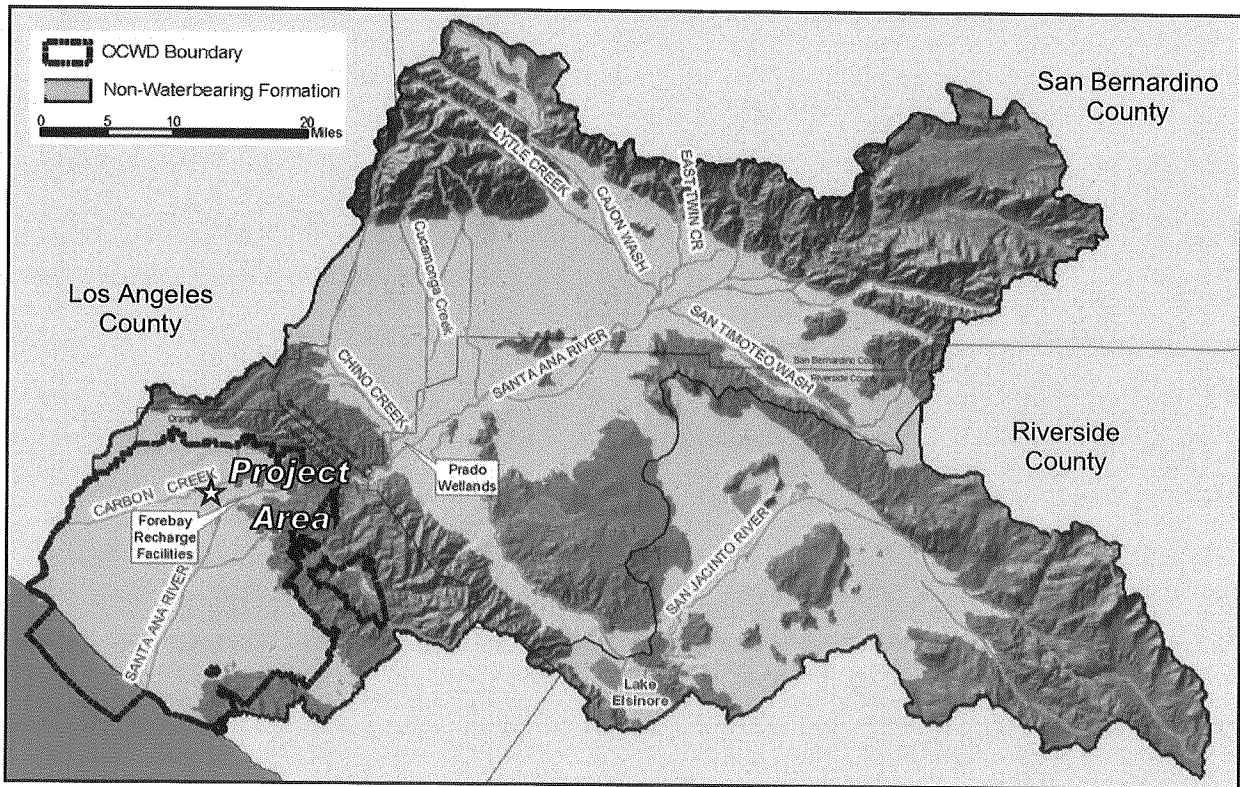 OCWD Boundary
Non-Waterbearing Formation
0 5 10 20
Miles
San Bernardino
County
LYTLE CREEK
CAJON WASH
EAST TWIN CR
Cucamonga Creek
Los Angeles
County
SANTA ANA RIVER
SAN TIMOTEO WASH
San Bernardino County
Riverside County
CHINO CREEK
Riverside
County
Orange
Project
Area
Prado
Wetlands
CARBON CREEK
Forebay
Recharge
Facilities
SAN JACINTO RIVER
SANTA ANA RIVER
Lake
Elsinore